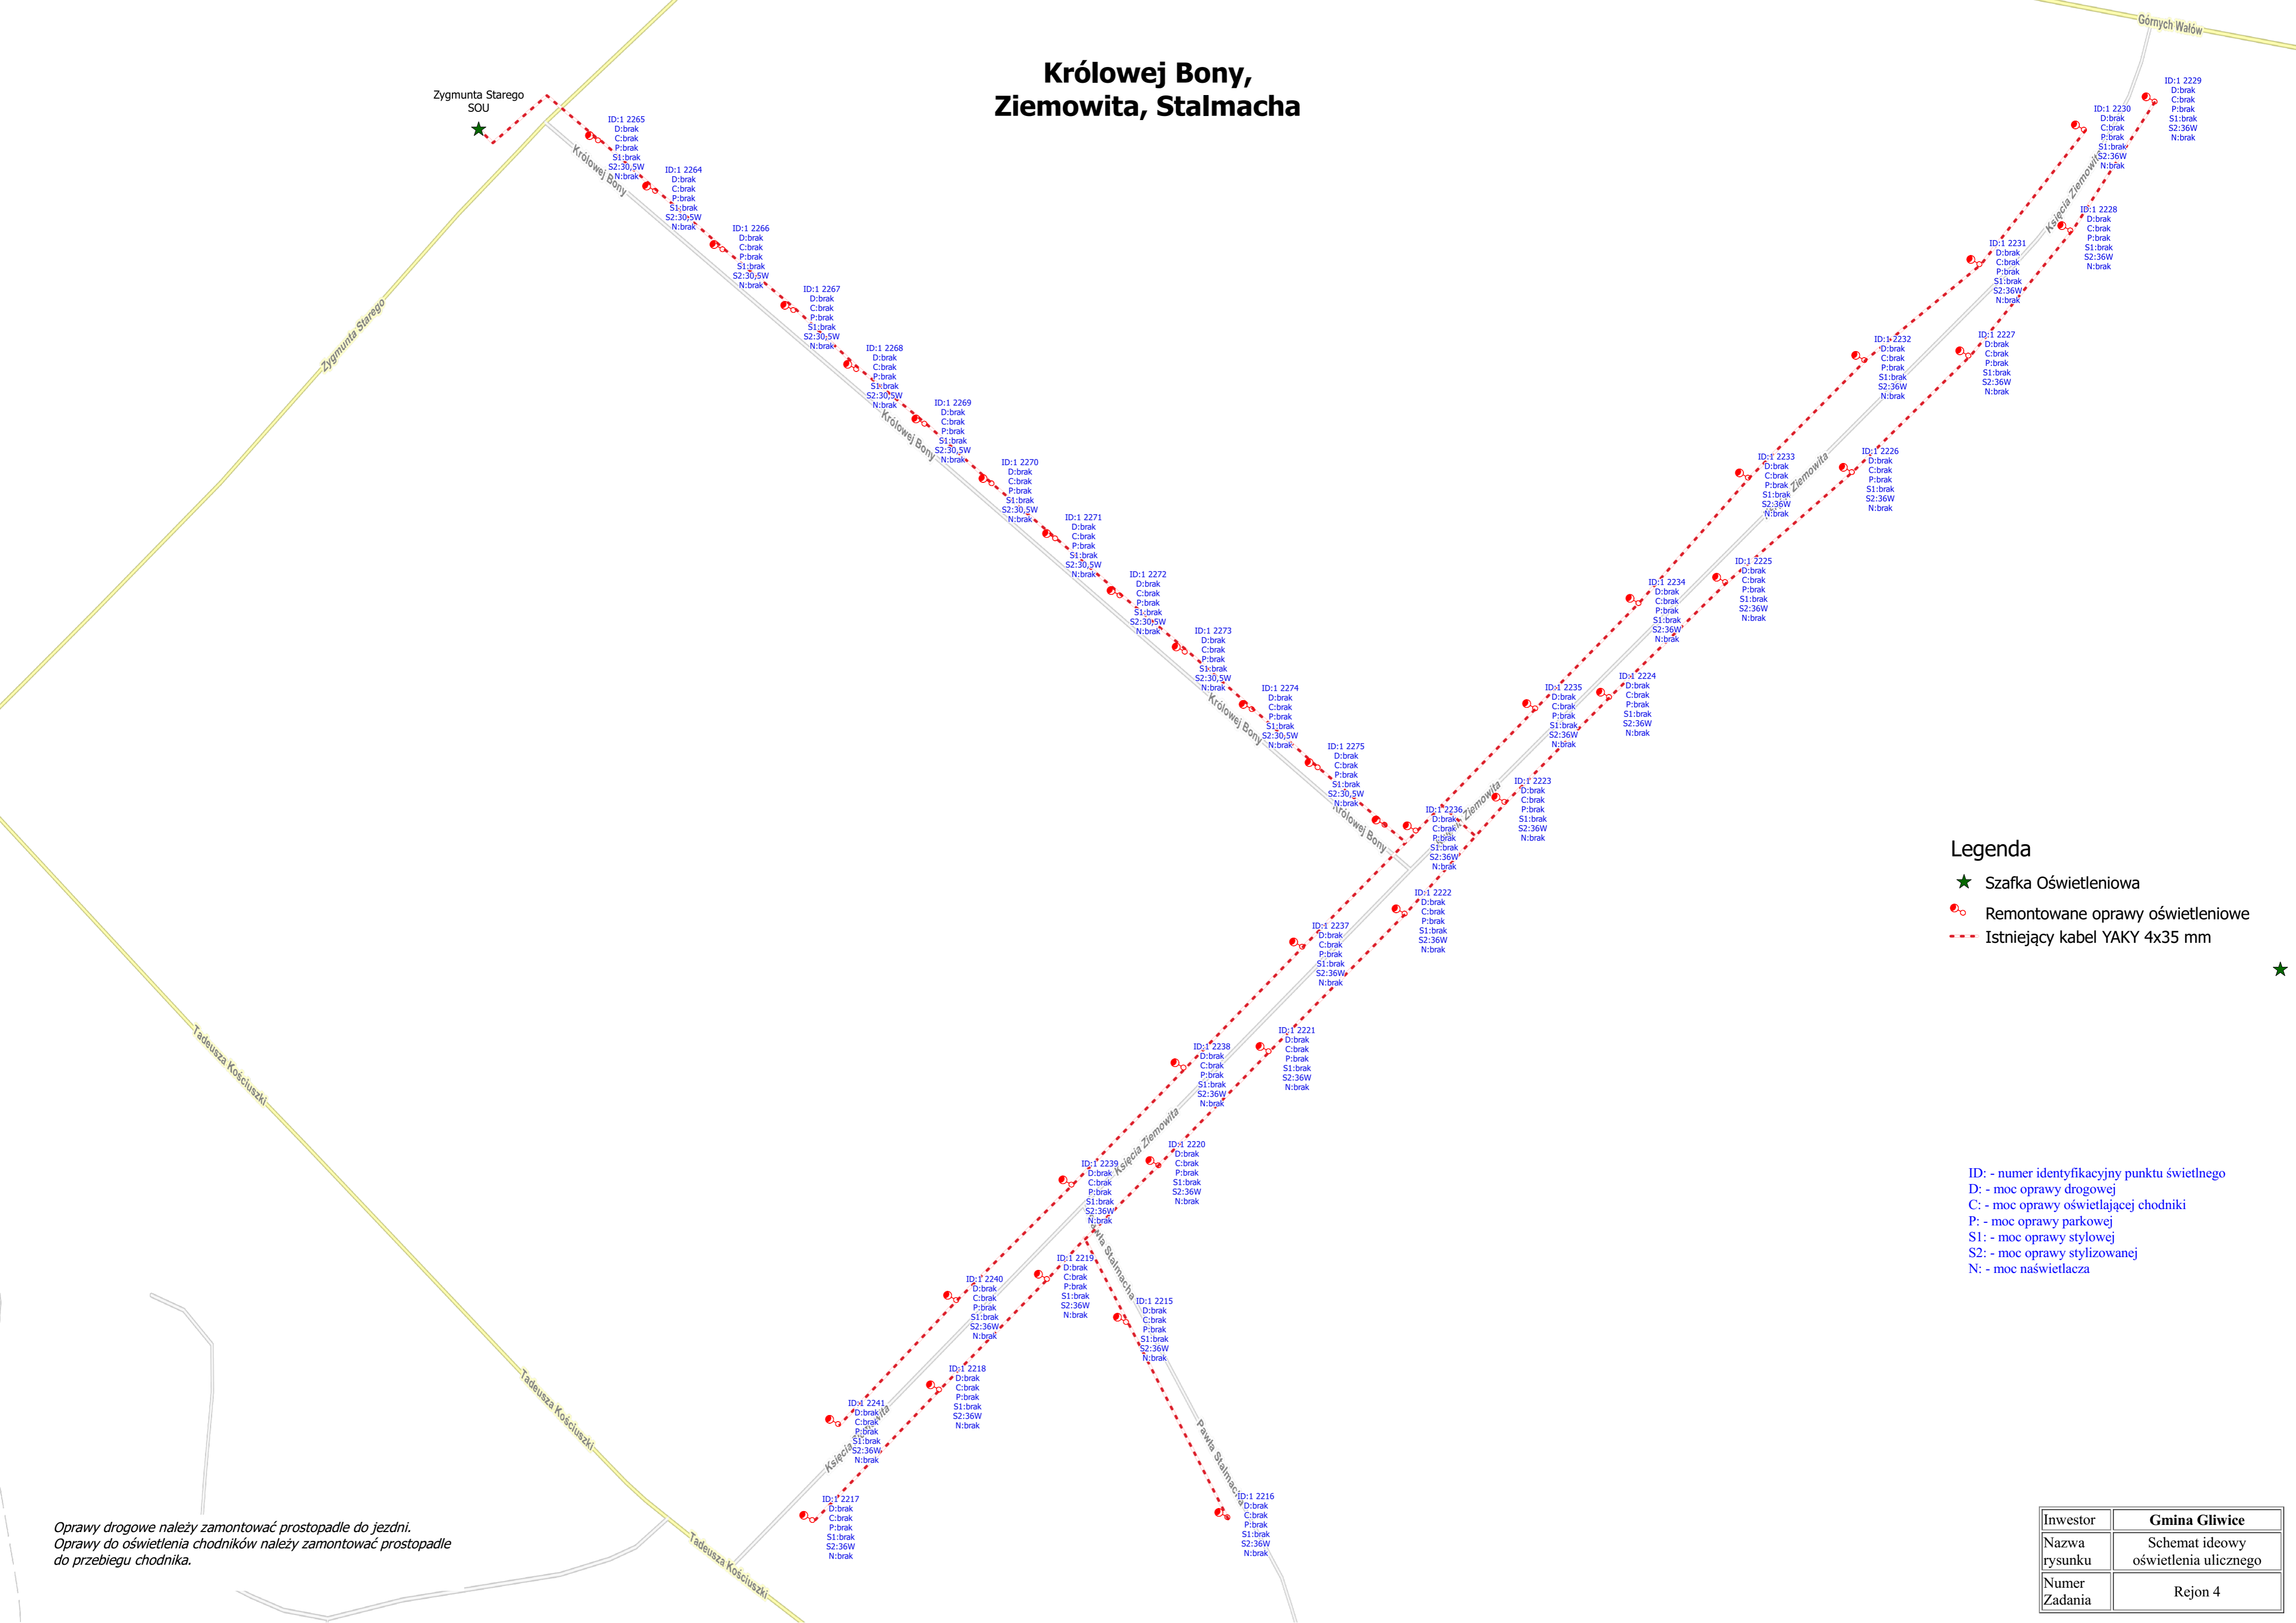 Górnych Wałów
Królowej Bony,
Ziemowita, Stalmacha
Zygmunta Starego
SOU
ID:1 2265
D:brak
C:brak
P:brak
S1:brak
S2:30,5W
N:brak
ID:1 2264
D:brak
C:brak
P:brak
S1:brak
S2:30,5W
N:brak
ID:1 2266
D:brak
C:brak
P:brak
S1:brak
S2:30,5W
N:brak
ID:1 2267
D:brak
C:brak
P:brak
S1:brak
S2:30,5W
N:brak
ID:1 2268
D:brak
C:brak
P:brak
S1:brak
S2:30,5W
N:brak
ID:1 2269
D:brak
C:brak
P:brak
S1:brak
S2:30,5W
N:brak
ID:1 2270
D:brak
C:brak
P:brak
S1:brak
S2:30,5W
N:brak
ID:1 2271
D:brak
C:brak
P:brak
S1:brak
S2:30,5W
N:brak
ID:1 2272
D:brak
C:brak
P:brak
S1:brak
S2:30,5W
N:brak
ID:1 2273
D:brak
C:brak
P:brak
S1:brak
S2:30,5W
N:brak
ID:1 2274
D:brak
C:brak
P:brak
S1:brak
S2:30,5W
N:brak
ID:1 2275
D:brak
C:brak
P:brak
S1:brak
S2:30,5W
N:brak
Królowej Bony
Królowej Bony
Królowej Bony
Królowej Bony
Zygmunta Starego
ID:1 2229
D:brak
C:brak
P:brak
S1:brak
S2:36W
N:brak
ID:1 2230
D:brak
C:brak
P:brak
S1:brak
S2:36W
N:brak
Księcia Ziemowita
ID:1 2228
D:brak
C:brak
P:brak
S1:brak
S2:36W
N:brak
ID:1 2231
D:brak
C:brak
P:brak
S1:brak
S2:36W
N:brak
ID:1 2227
D:brak
C:brak
P:brak
S1:brak
S2:36W
N:brak
ID:1 2232
D:brak
C:brak
P:brak
S1:brak
S2:36W
N:brak
ID:1 2226
D:brak
C:brak
P:brak
S1:brak
S2:36W
N:brak
ID:1 2233
D:brak
C:brak
P:brak
S1:brak
S2:36W
N:brak
Ziemowita
ID:1 2225
D:brak
C:brak
P:brak
S1:brak
S2:36W
N:brak
ID:1 2234
D:brak
C:brak
P:brak
S1:brak
S2:36W
N:brak
ID:1 2224
D:brak
C:brak
P:brak
S1:brak
S2:36W
N:brak
ID:1 2235
D:brak
C:brak
P:brak
S1:brak
S2:36W
N:brak
ID:1 2223
D:brak
C:brak
P:brak
S1:brak
S2:36W
N:brak
ID:1 2236
D:brak
C:brak
P:brak
S1:brak
S2:36W
N:brak
Ziemowita
ID:1 2222
D:brak
C:brak
P:brak
S1:brak
S2:36W
N:brak
ID:1 2237
D:brak
C:brak
P:brak
S1:brak
S2:36W
N:brak
ID:1 2221
D:brak
C:brak
P:brak
S1:brak
S2:36W
N:brak
ID:1 2238
D:brak
C:brak
P:brak
S1:brak
S2:36W
N:brak
Księcia Ziemowita
ID:1 2220
D:brak
C:brak
P:brak
S1:brak
S2:36W
N:brak
ID:1 2239
D:brak
C:brak
P:brak
S1:brak
S2:36W
N:brak
Stalmacha
ID:1 2219
D:brak
C:brak
P:brak
S1:brak
S2:36W
N:brak
ID:1 2240
D:brak
C:brak
P:brak
S1:brak
S2:36W
N:brak
ID:1 2215
D:brak
C:brak
P:brak
S1:brak
S2:36W
N:brak
ID:1 2218
D:brak
C:brak
P:brak
S1:brak
S2:36W
N:brak
ID:1 2241
D:brak
C:brak
P:brak
S1:brak
S2:36W
N:brak
Księcia
Pawła Stalmacha
ID:1 2217
D:brak
C:brak
P:brak
S1:brak
S2:36W
N:brak
ID:1 2216
D:brak
C:brak
P:brak
S1:brak
S2:36W
N:brak
Tadeusza Kościuszki
Tadeusza Kościuszki
Tadeusza Kościuszki
Legenda
Szafka Oświetleniowa
Remontowane oprawy oświetleniowe
Istniejący kabel YAKY 4x35 mm
ID: - numer identyfikacyjny punktu świetlnego
D: - moc oprawy drogowej
C: - moc oprawy oświetlającej chodniki
P: - moc oprawy parkowej
S1: - moc oprawy stylowej
S2: - moc oprawy stylizowanej
N: - moc naświetlacza
Oprawy drogowe należy zamontować prostopadle do jezdni.
Oprawy do oświetlenia chodników należy zamontować prostopadle
do przebiegu chodnika.
Inwestor Gmina Gliwice
Nazwa rysunku
Schemat ideowy
oświetlenia ulicznego
Numer Zadania
Rejon 4